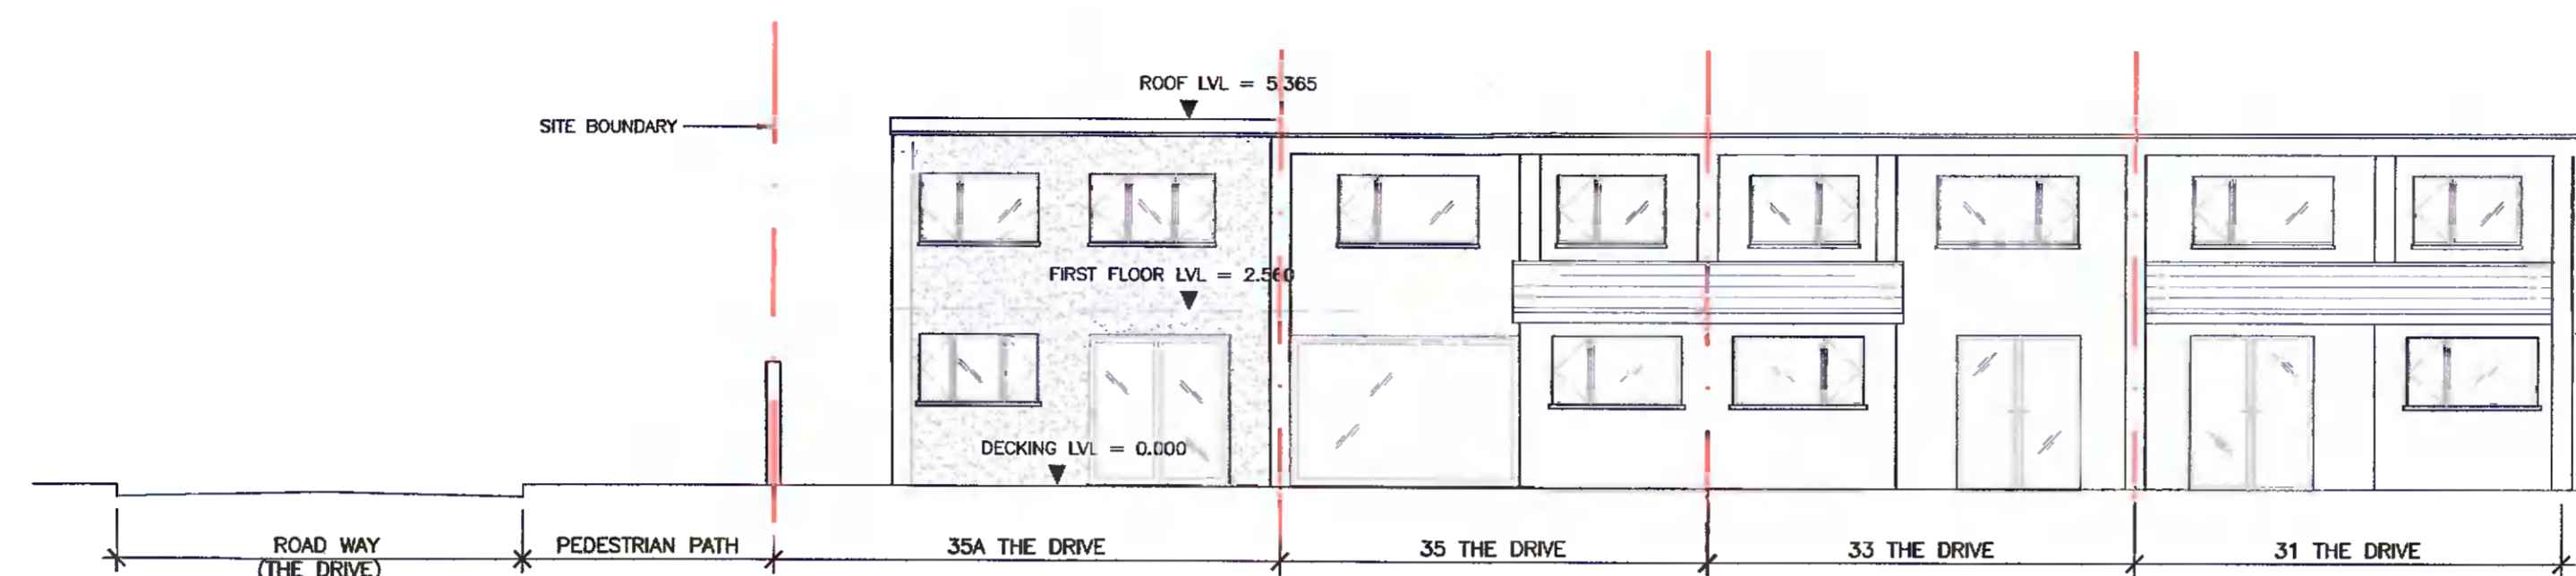 ROOF LVL = 5.365
SITE BOUNDARY
FIRST FLOOR LVL = 2.560
DECKING LVL = 0.000
ROAD WAY
(THE DRIVE)
PEDESTRIAN PATH
35A THE DRIVE
35 THE DRIVE
33 THE DRIVE
31 THE DRIVE